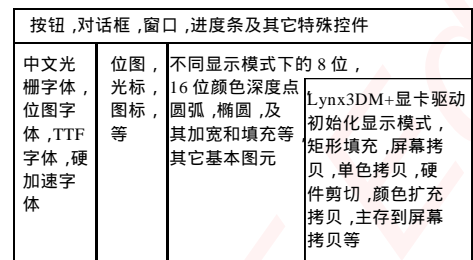 按钮 ,对话框 ,窗口 ,进度条及其它特殊控件
中文光
栅字体 ,
位图字
体 ,TTF
字体 ,硬
加速字
体
位图 ,
光标 ,
图标 ,
等
不同显示模式下的 8 位 ,
16 位颜色深度点 ,
圆弧 ,椭圆 ,及
其加宽和填充等 ,
其它基本图元
Lynx3DM+显卡驱动
初始化显示模式 ,
矩形填充 ,屏幕拷
贝 ,单色拷贝 ,硬
件剪切 ,颜色扩充
拷贝 ,主存到屏幕
拷贝等